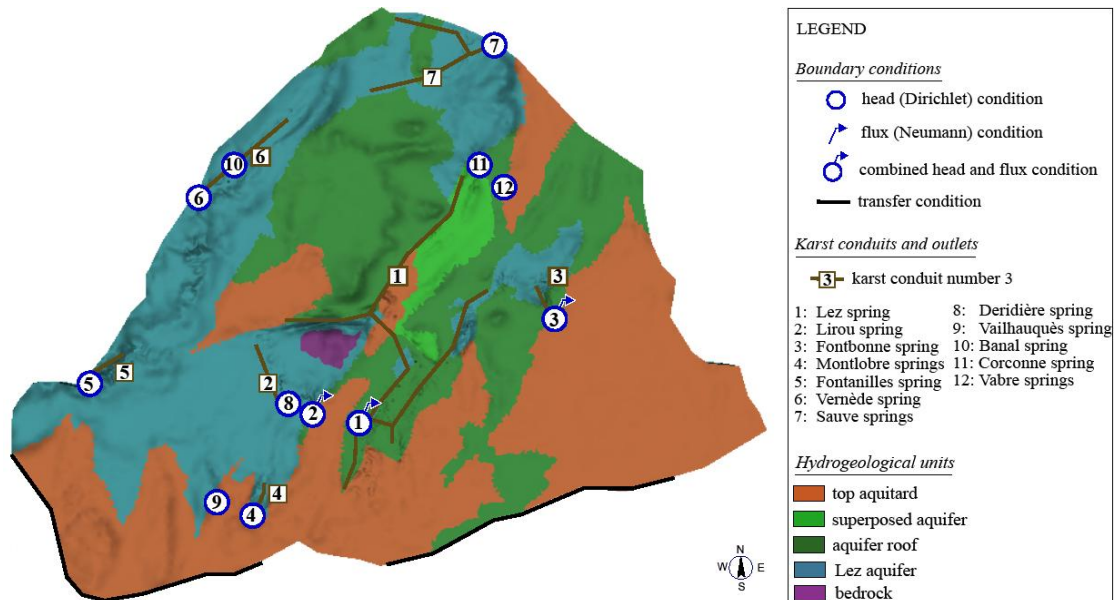 7
7
10
6
6
11
12
1
3
3
5
5
2
8
2
1
9
4
4
N
W E
S
LEGEND
Boundary conditions
head (Dirichlet) condition
flux (Neumann) condition
combined head and flux condition
transfer condition
Karst conduits and outlets
3 karst conduit number 3
1: Lez spring
2: Lirou spring
3: Fontbonne spring
4: Montlobre springs
5: Fontanilles spring
6: Vernède spring
7: Sauve springs
8: Deridière spring
9: Vailhauquès spring
10: Banal spring
11: Corconne spring
12: Vabre springs
Hydrogeological units
top aquitard
superposed aquifer
aquifer roof
Lez aquifer
bedrock